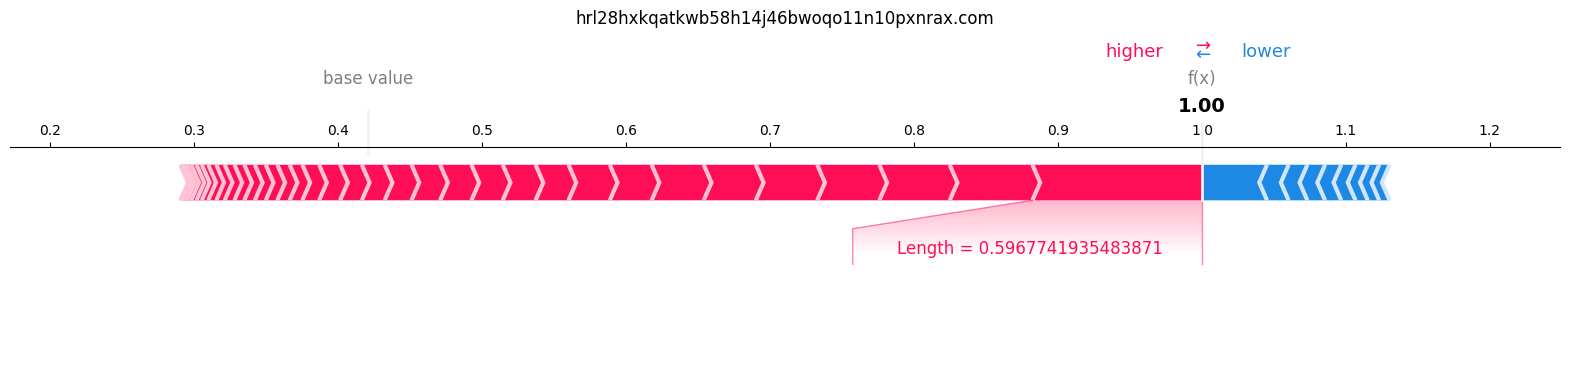 hrl28hxkqatkwb58h14j46bwoqo11n10pxnrax.com
higher ⇄ lower
base value f(x)
1.00
0.2 0.3 0.4 0.5 0.6 0.7 0.8 0.9 1.0 1.1 1.2
Length = 0.5967741935483871